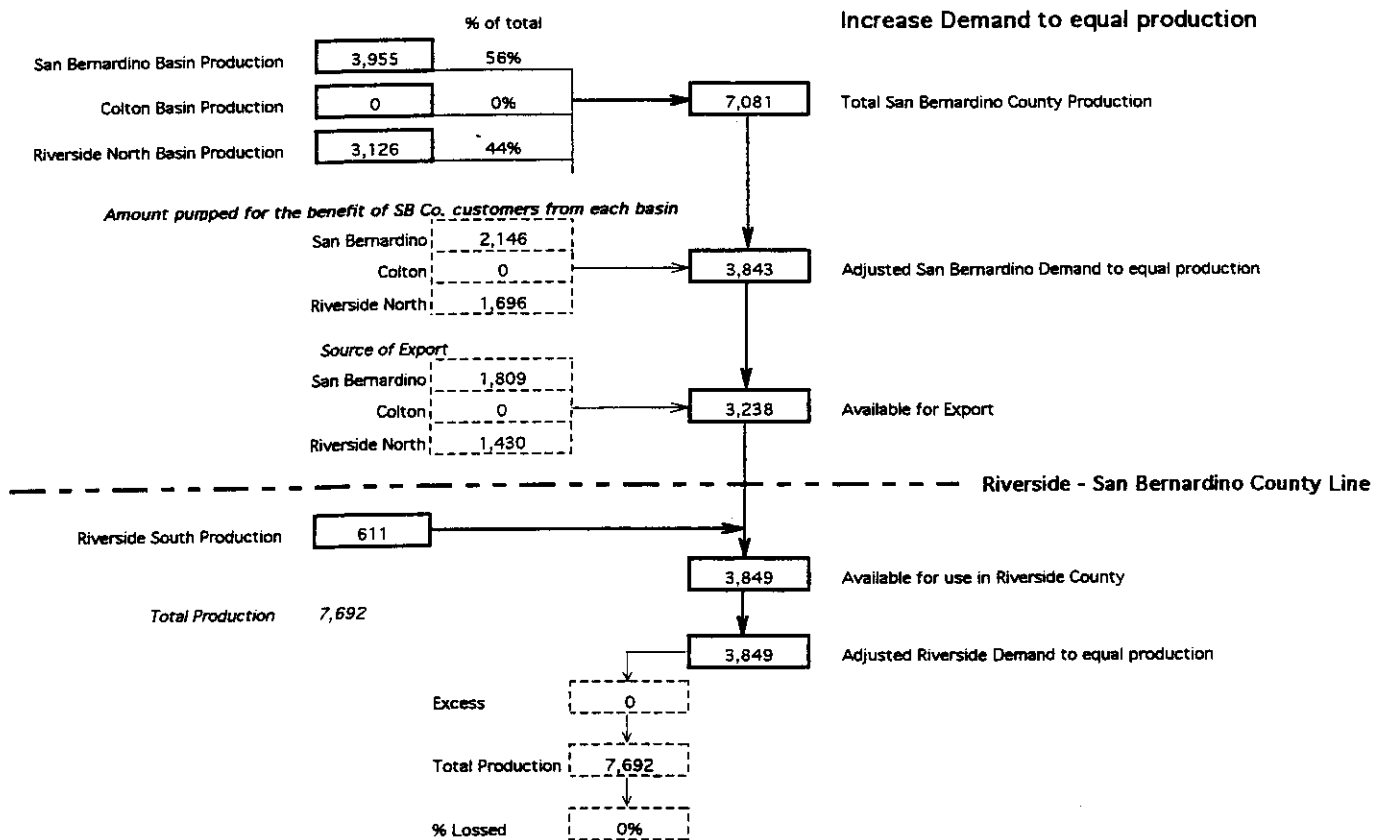 % of total
Increase Demand to equal production
San Bernardino Basin Production 3,955 56%
Colton Basin Production 0 0% 7,081 Total San Bernardino County Production
Riverside North Basin Production 3,126 44%
Amount pumped for the benefit of SB Co. customers from each basin
San Bernardino 2,146
Colton 0 3,843 Adjusted San Bernardino Demand to equal production
Riverside North 1,696
Source of Export
San Bernardino 1,809
Colton 0 3,238 Available for Export
Riverside North 1,430
Riverside - San Bernardino County Line
Riverside South Production 611
3,849 Available for use in Riverside County
Total Production 7,692
3,849 Adjusted Riverside Demand to equal production
Excess 0
Total Production 7,692
% Lossed 0%